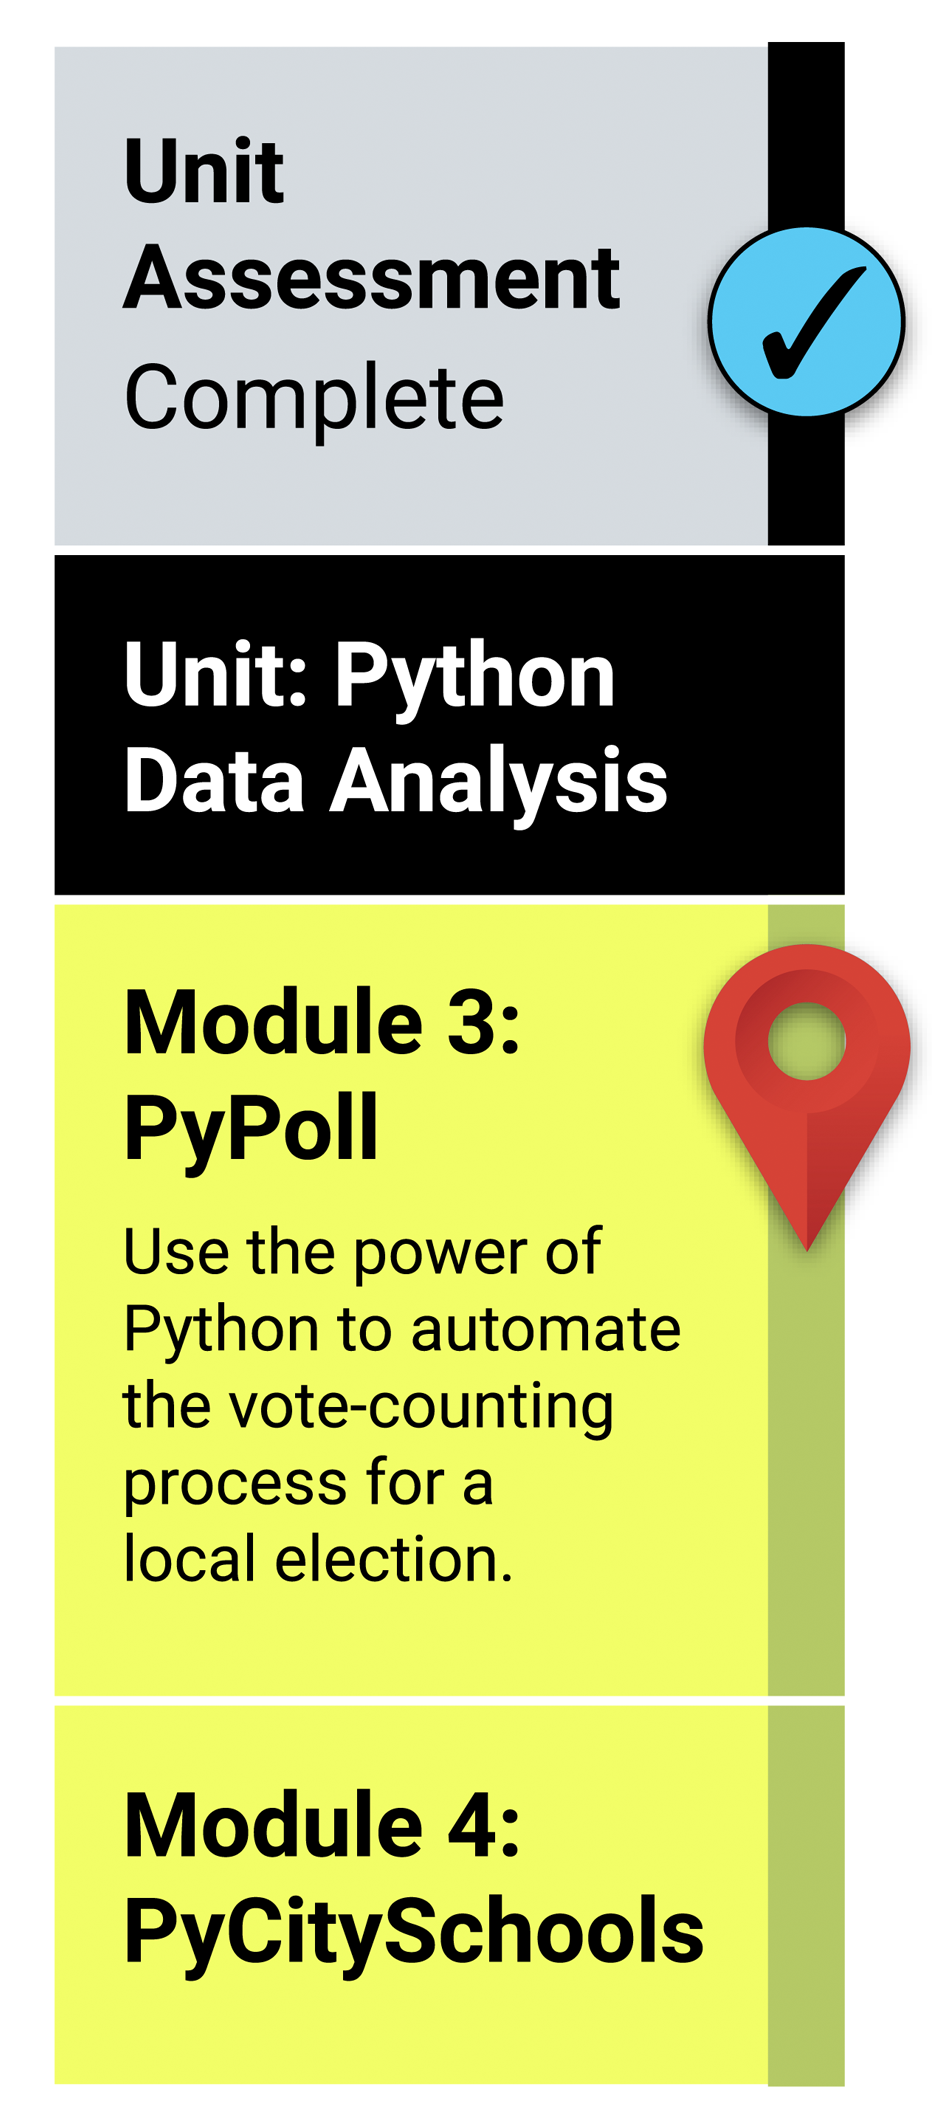 Unit
Assessment
Complete
Unit: Python
Data Analysis
Module 3:
PyPoll
Use the power of
Python to automate
the vote-counting
process for a
local election.
Module 4:
PyCitySchools